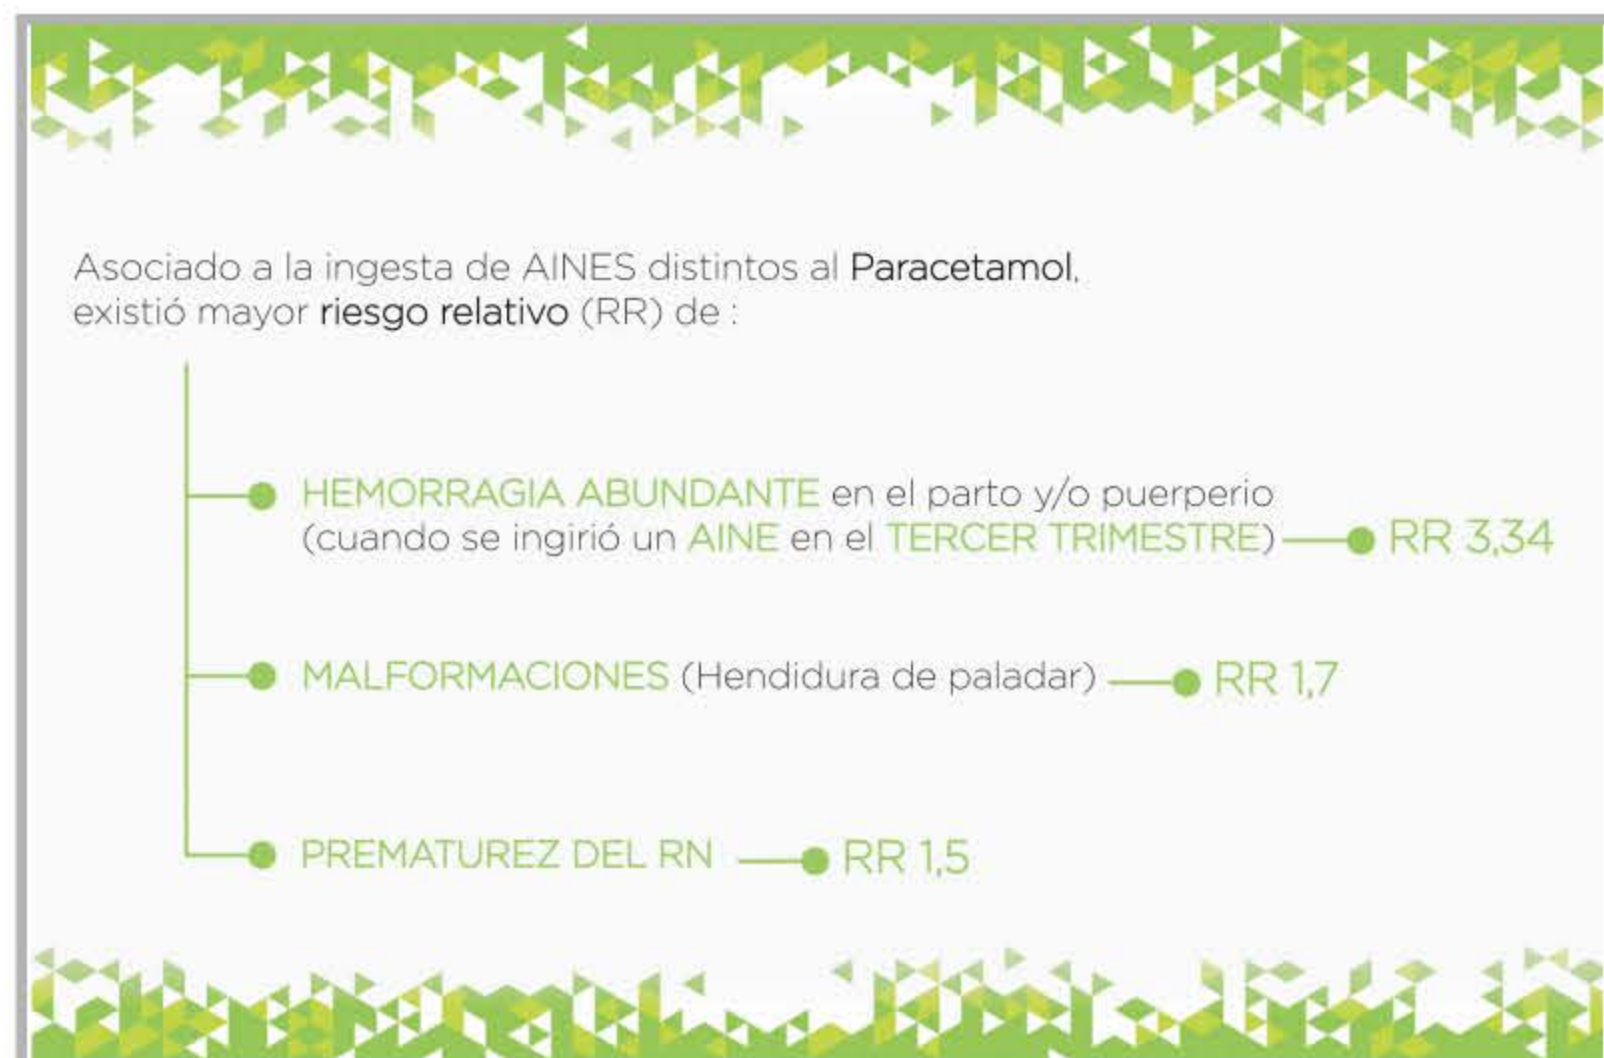 Asociado a la ingesta de AINES distintos al Paracetamol,
existió mayor riesgo relativo (RR) de :
HEMORRAGIA ABUNDANTE en el parto y/o puerperio
(cuando se ingirió un AINE en el TERCER TRIMESTRE) RR 3,34
MALFORMACIONES (Hendidura de paladar) RR 1,7
PREMATUREZ DEL RN RR 1,5